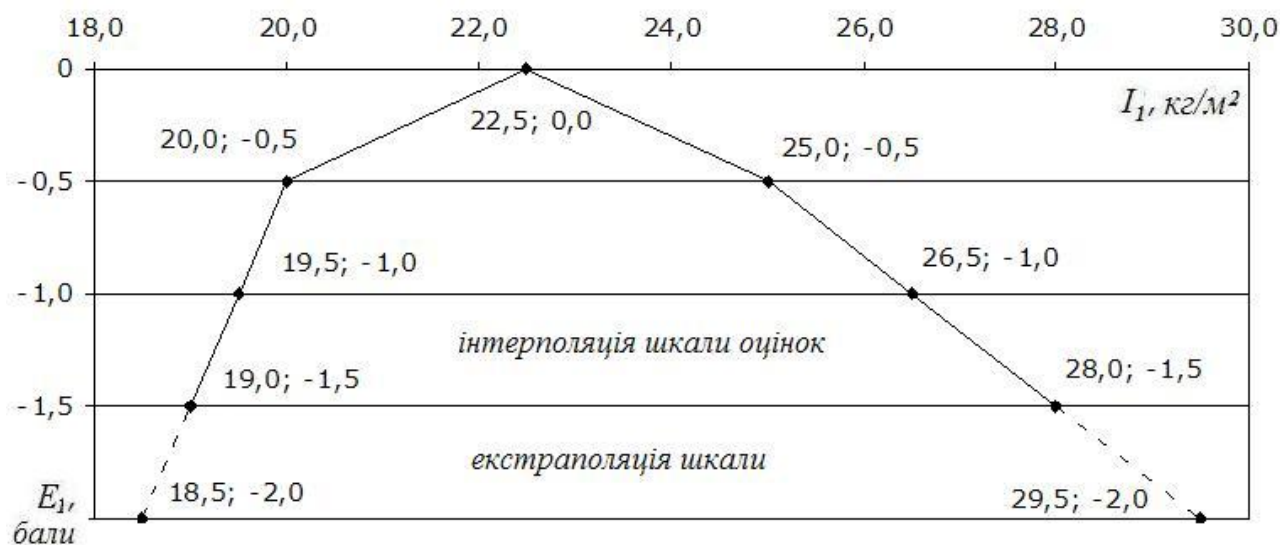 18,0 20,0 22,0 24,0 26,0 28,0 30,0
0
I₁, кг/м²
22,5; 0,0
20,0; -0,5
25,0; -0,5
-0,5
19,5; -1,0
26,5; -1,0
-1,0
інтерполяція шкали оцінок
19,0; -1,5
28,0; -1,5
-1,5
екстраполяція шкали
18,5; -2,0
29,5; -2,0
E₁,
бали